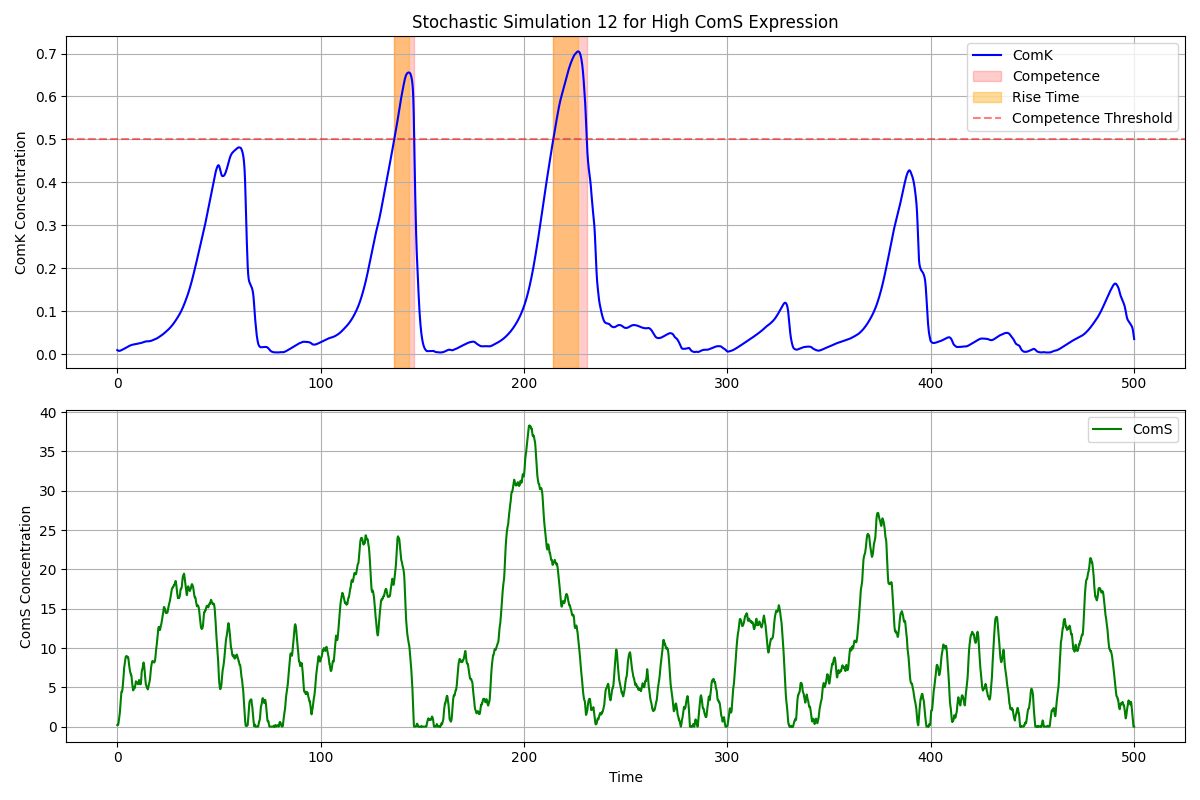 Stochastic Simulation 12 for High ComS Expression
ComK Concentration
0.7
0.6
0.5
0.4
0.3
0.2
0.1
0.0
ComK
Competence
Rise Time
Competence Threshold
0 100 200 300 400 500
ComS Concentration
40
35
30
25
20
15
10
5
0
ComS
0 100 200 300 400 500
Time